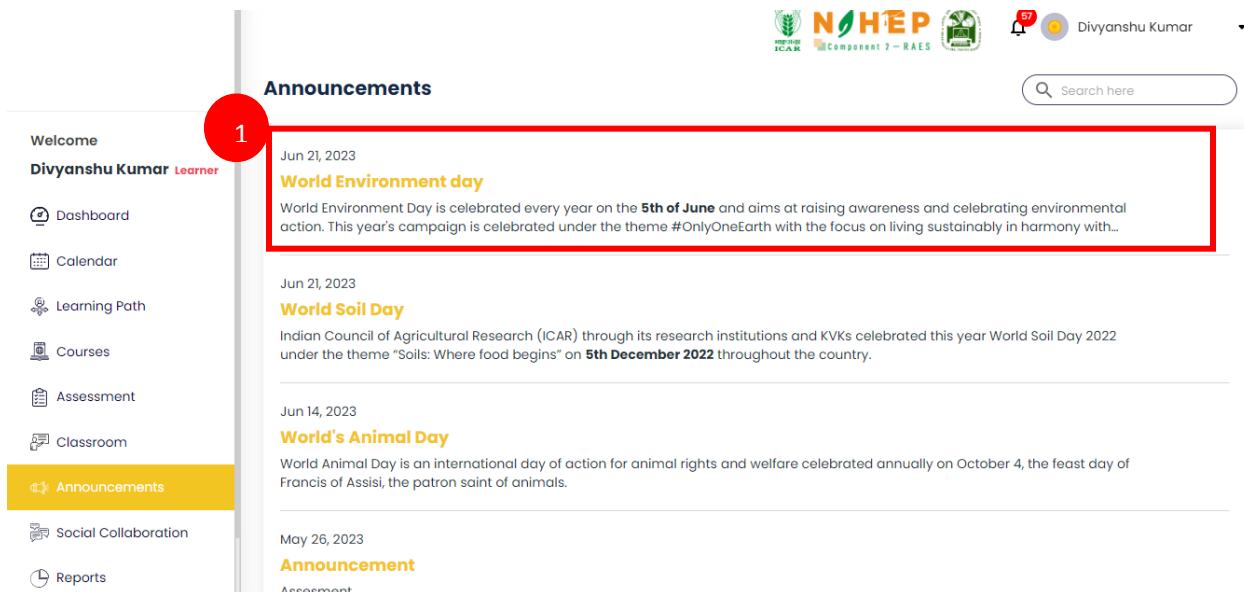 ICAR
NAHEP
Component 2 – RAES
57
Divyanshu Kumar
Announcements
Search here
1
Welcome
Divyanshu Kumar Learner
Dashboard
Calendar
Learning Path
Courses
Assessment
Classroom
Announcements
Social Collaboration
Reports
Jun 21, 2023
World Environment day
World Environment Day is celebrated every year on the 5th of June and aims at raising awareness and celebrating environmental
action. This year's campaign is celebrated under the theme #OnlyOneEarth with the focus on living sustainably in harmony with...
Jun 21, 2023
World Soil Day
Indian Council of Agricultural Research (ICAR) through its research institutions and KVKs celebrated this year World Soil Day 2022
under the theme “Soils: Where food begins” on 5th December 2022 throughout the country.
Jun 14, 2023
World's Animal Day
World Animal Day is an international day of action for animal rights and welfare celebrated annually on October 4, the feast day of
Francis of Assisi, the patron saint of animals.
May 26, 2023
Announcement
Assesment